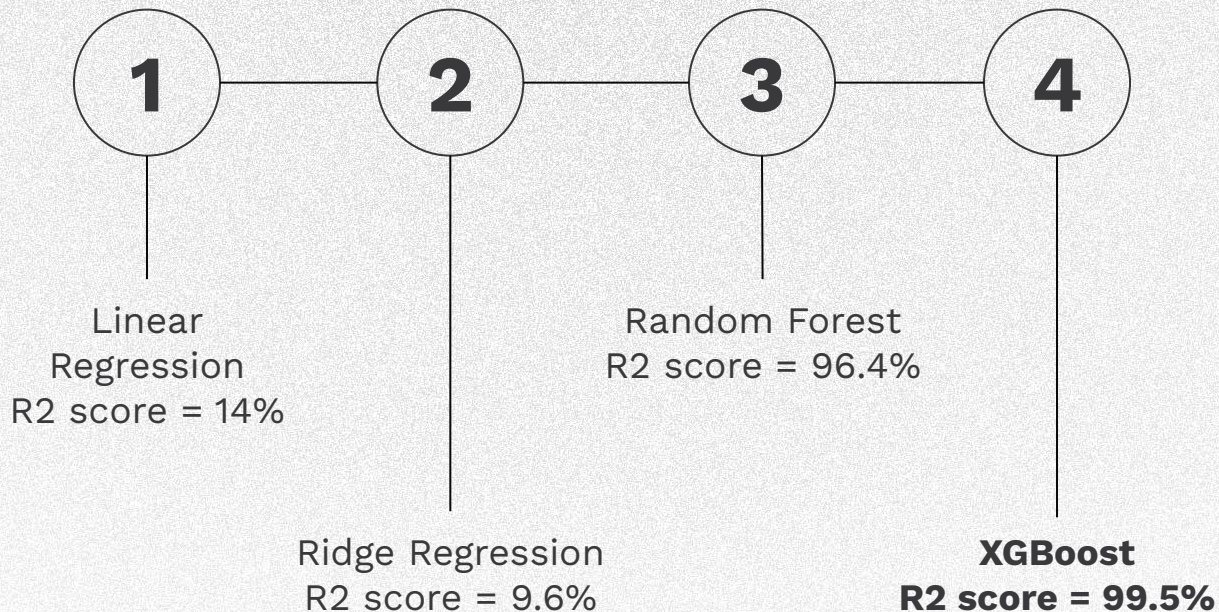 1
2
3
4
Linear
Regression
R2 score = 14%
Ridge Regression
R2 score = 9.6%
Random Forest
R2 score = 96.4%
XGBoost
R2 score = 99.5%